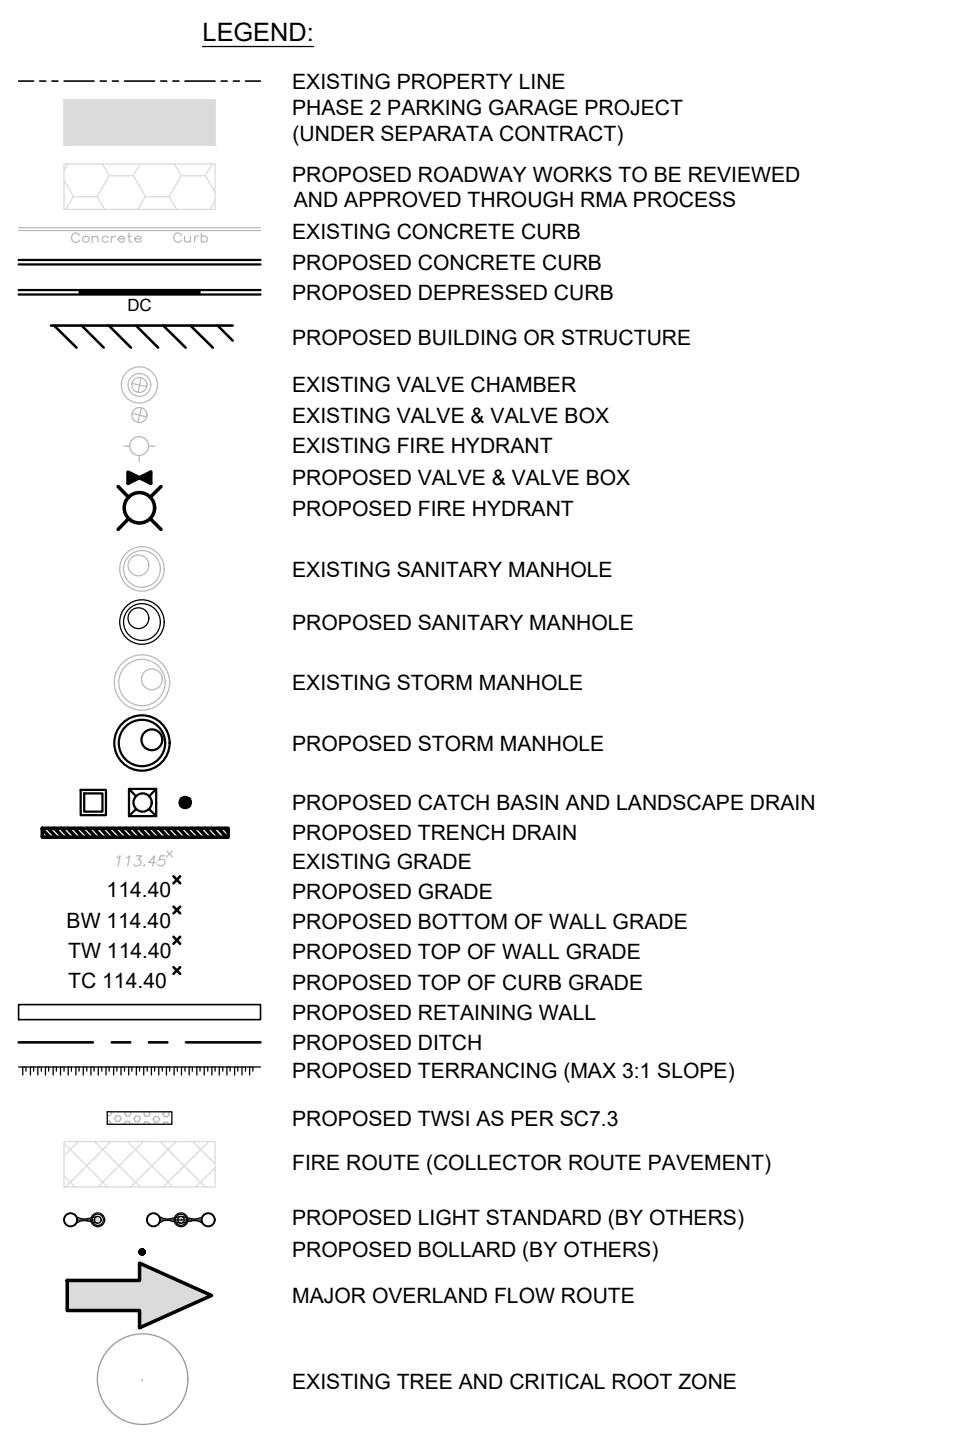 LEGEND:
EXISTING PROPERTY LINE
PHASE 2 PARKING GARAGE PROJECT
(UNDER SEPARATA CONTRACT)
PROPOSED ROADWAY WORKS TO BE REVIEWED
AND APPROVED THROUGH RMA PROCESS
Concrete Curb EXISTING CONCRETE CURB
PROPOSED CONCRETE CURB
PROPOSED DEPRESSED CURB
DC
PROPOSED BUILDING OR STRUCTURE
EXISTING VALVE CHAMBER
EXISTING VALVE & VALVE BOX
EXISTING FIRE HYDRANT
PROPOSED VALVE & VALVE BOX
PROPOSED FIRE HYDRANT
EXISTING SANITARY MANHOLE
PROPOSED SANITARY MANHOLE
EXISTING STORM MANHOLE
PROPOSED STORM MANHOLE
PROPOSED CATCH BASIN AND LANDSCAPE DRAIN
PROPOSED TRENCH DRAIN
113.45× EXISTING GRADE
114.40× PROPOSED GRADE
BW 114.40× PROPOSED BOTTOM OF WALL GRADE
TW 114.40× PROPOSED TOP OF WALL GRADE
TC 114.40× PROPOSED TOP OF CURB GRADE
PROPOSED RETAINING WALL
PROPOSED DITCH
PROPOSED TERRANCING (MAX 3:1 SLOPE)
PROPOSED TWSI AS PER SC7.3
FIRE ROUTE (COLLECTOR ROUTE PAVEMENT)
PROPOSED LIGHT STANDARD (BY OTHERS)
PROPOSED BOLLARD (BY OTHERS)
MAJOR OVERLAND FLOW ROUTE
EXISTING TREE AND CRITICAL ROOT ZONE